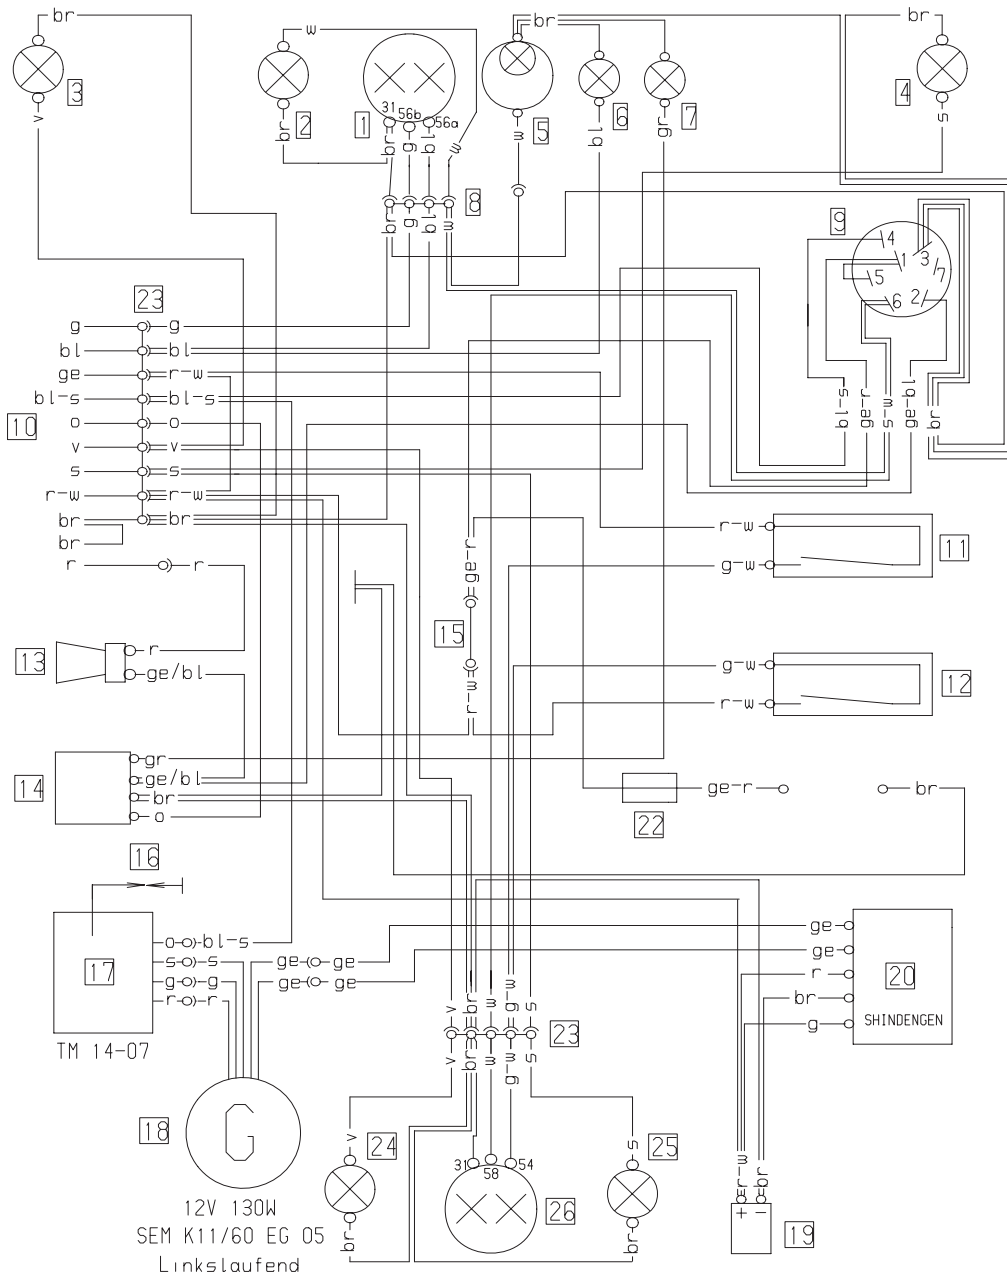 br
w
br
br
3
2
1
31
56b
56a
5
6
7
4
v
br
br
g
bl
w
w
bl
gr
s
8
br
g
bl
w
9
4
1
3
5
7
6
2
23
g
g
bl
bl
ge
r-w
bl-s
bl-s
10
o
o
v
v
s
s
r-w
r-w
br
br
br
r
r
bl-s
ge-r
s-w
ge-bl
br
r-w
11
g-w
ge-r
15
w-r
g-w
12
r-w
13
r
ge/bl
14
gr
ge/bl
br
o
ge-r
br
22
16
17
o
bl-s
s
s
g
g
r
r
ge
ge
ge
ge
TM 14-07
ge
ge
r
br
g
20
SHINDENGEN
v
br
w
w-g
s
23
v
br
w
w-g
s
18
G
12V 130W
SEM K11/60 EG 05
Linkslaufend
v
24
br
31
58
54
26
s
25
br
r-w
br
+
-
19